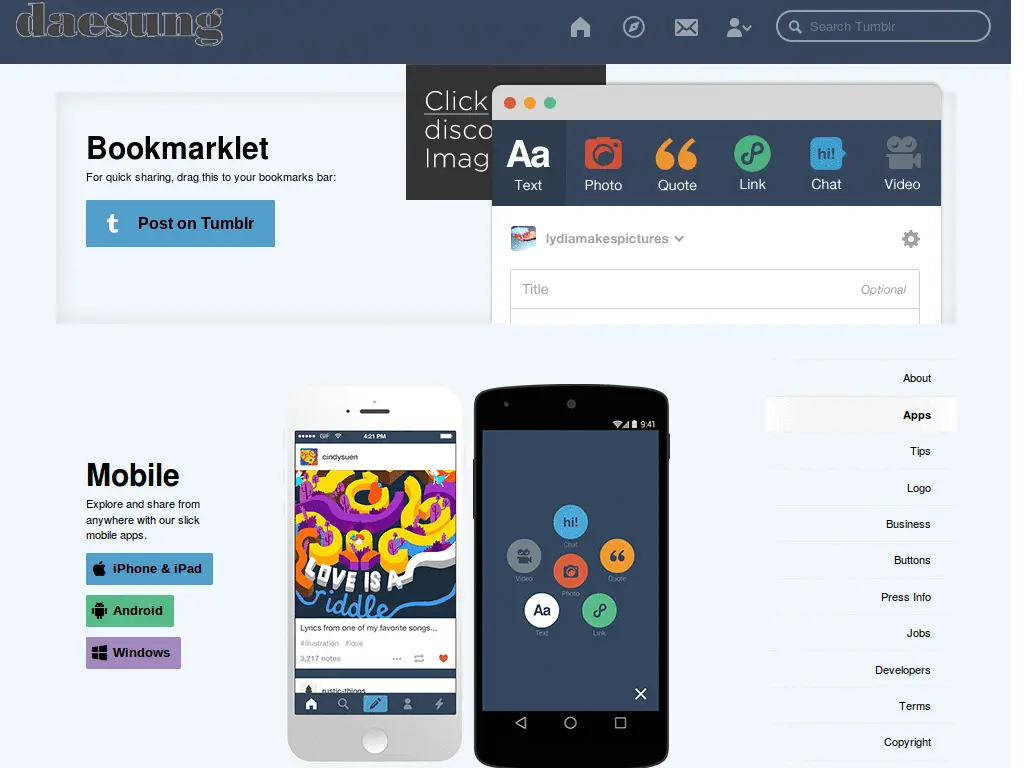 daesung
Search Tumblr
Click
disco
Imag
Bookmarklet
For quick sharing, drag this to your bookmarks bar:
t Post on Tumblr
Aa
Text
Photo
Quote
Link
hi!
Chat
Video
lydiamakespictures
Title
Optional
Mobile
Explore and share from
anywhere with our slick
mobile apps.
iPhone & iPad
Android
Windows
GIF
4:21 PM
cindysuen
LOVE IS A
riddle
Lyrics from one of my favorite songs...
#illustration #love
3,217 notes
rustic-things
9:41
hi!
Chat
Video
Quote
Photo
Aa
Text
Link
About
Apps
Tips
Logo
Business
Buttons
Press Info
Jobs
Developers
Terms
Copyright